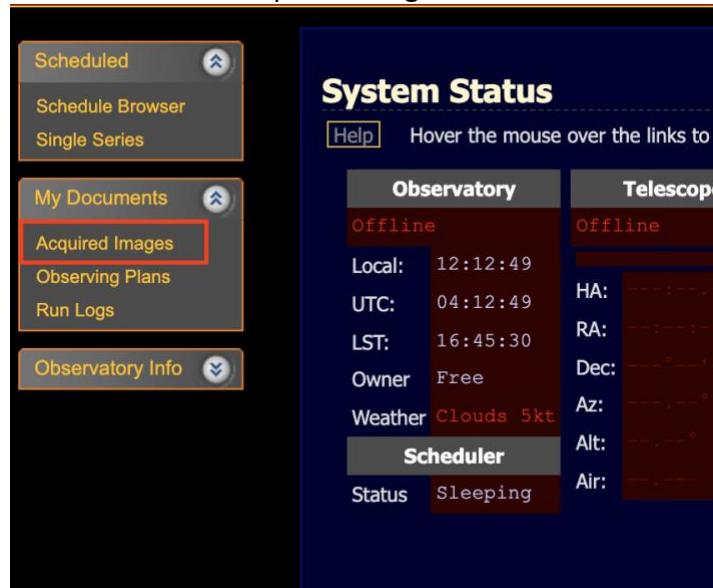 Scheduled
Schedule Browser
Single Series
My Documents
Acquired Images
Observing Plans
Run Logs
Observatory Info
System Status
Help Hover the mouse over the links to
Observatory
Offline
Local: 12:12:49
UTC: 04:12:49
LST: 16:45:30
Owner Free
Weather Clouds 5kt
Scheduler
Status Sleeping
Telescope
Offline
HA: ---:--.
RA: --:--:--
Dec: ---°--'
Az: ---.--°
Alt: --.--°
Air: --.---